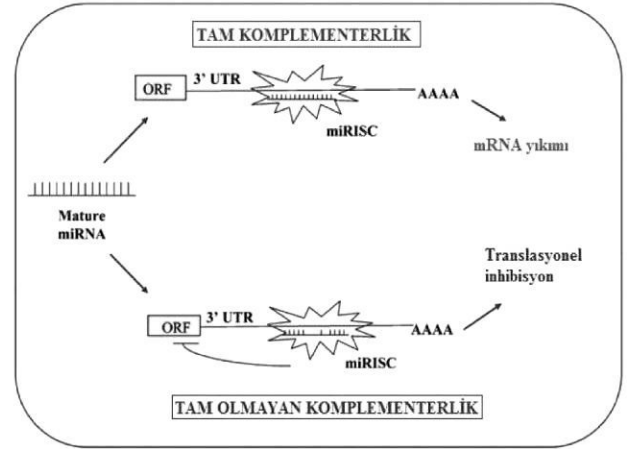 TAM KOMPLEMENTERLİK
3’ UTR
ORF
AAAA
miRISC
mRNA yıkımı
Mature
miRNA
Translasyonel
inhibisyon
3’ UTR
ORF
AAAA
miRISC
TAM OLMAYAN KOMPLEMENTERLİK